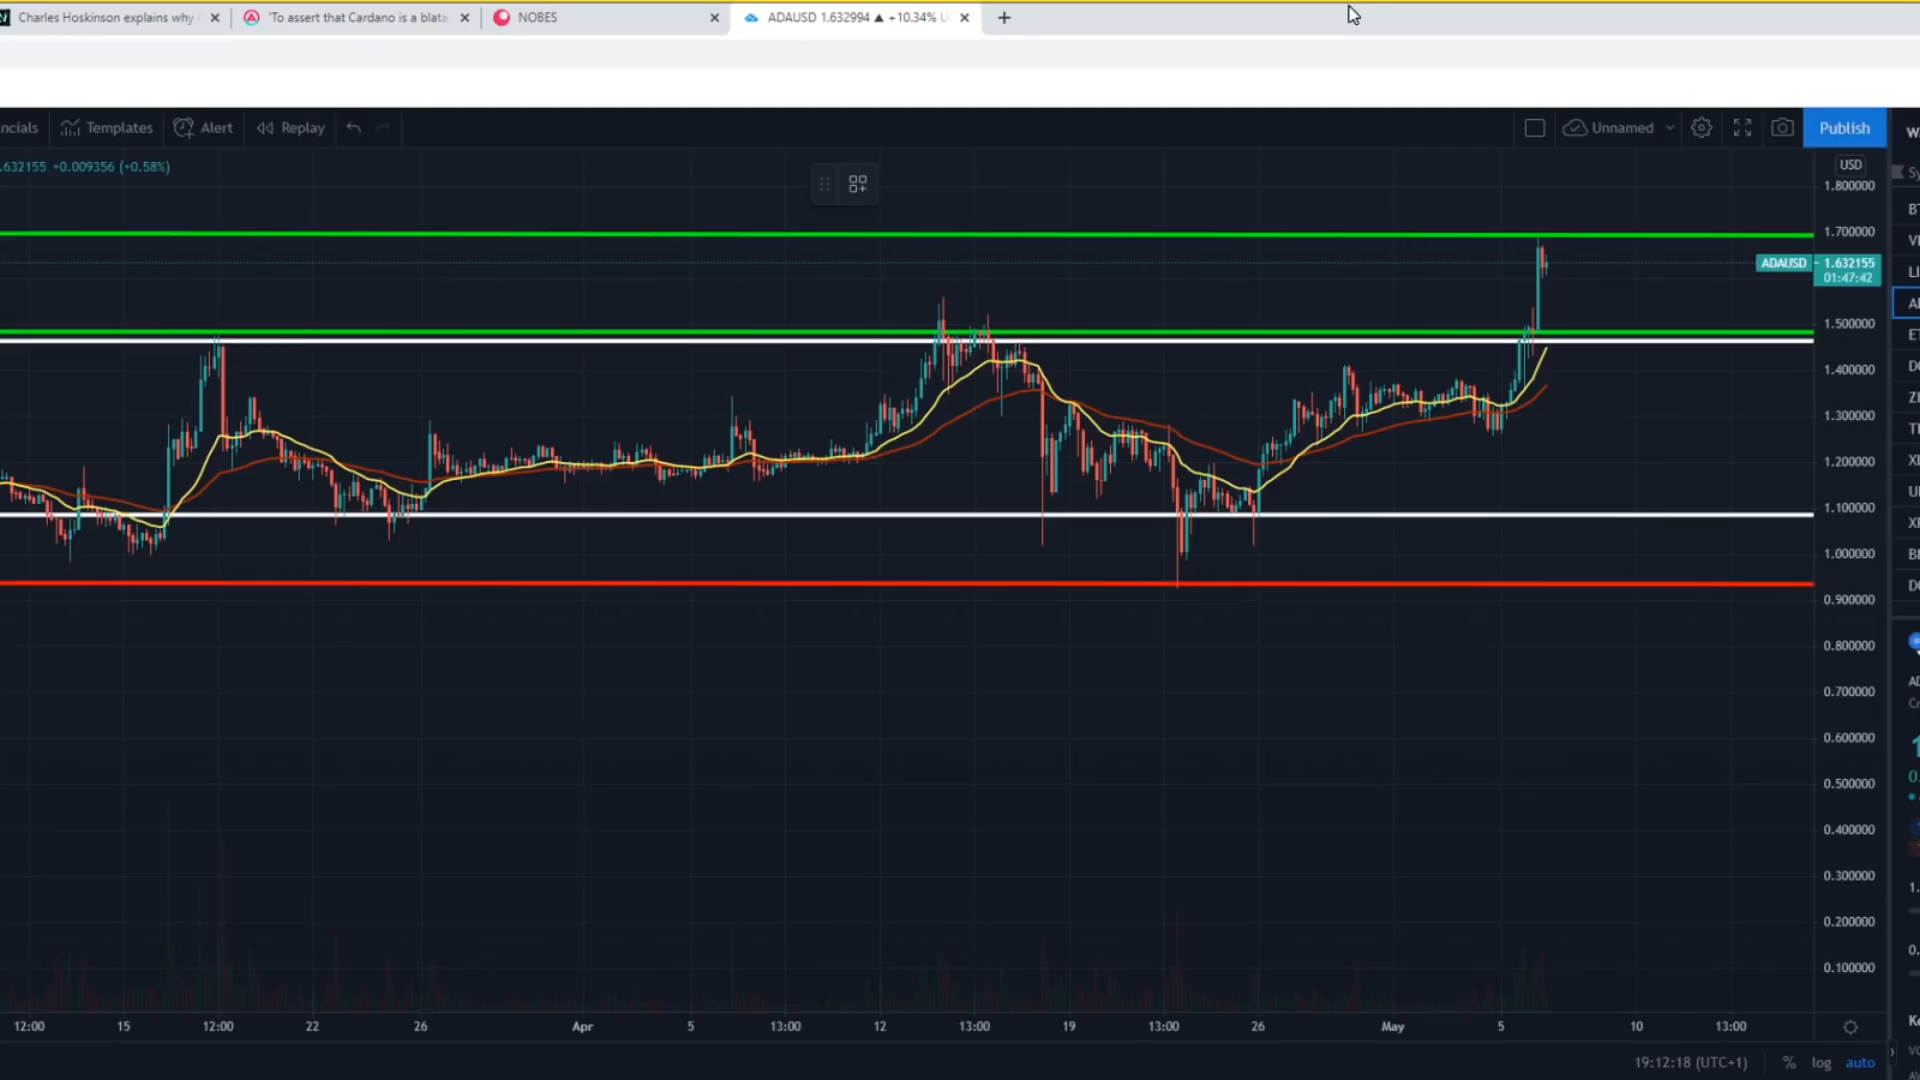 Charles Hoskinson explains why
'To assert that Cardano is a blata
NOBES
ADAUSD 1.632994 ▲ +10.34% U
ncials Templates Alert Replay Unnamed Publish
.632155 +0.009356 (+0.58%)
USD
1.800000
1.700000
ADAUSD 1.632155
01:47:42
1.500000
1.400000
1.300000
1.200000
1.100000
1.000000
0.900000
0.800000
0.700000
0.600000
0.500000
0.400000
0.300000
0.200000
0.100000
12:00 15 12:00 22 26 Apr 5 13:00 12 13:00 19 13:00 26 May 5 10 13:00
19:12:18 (UTC+1) % log auto